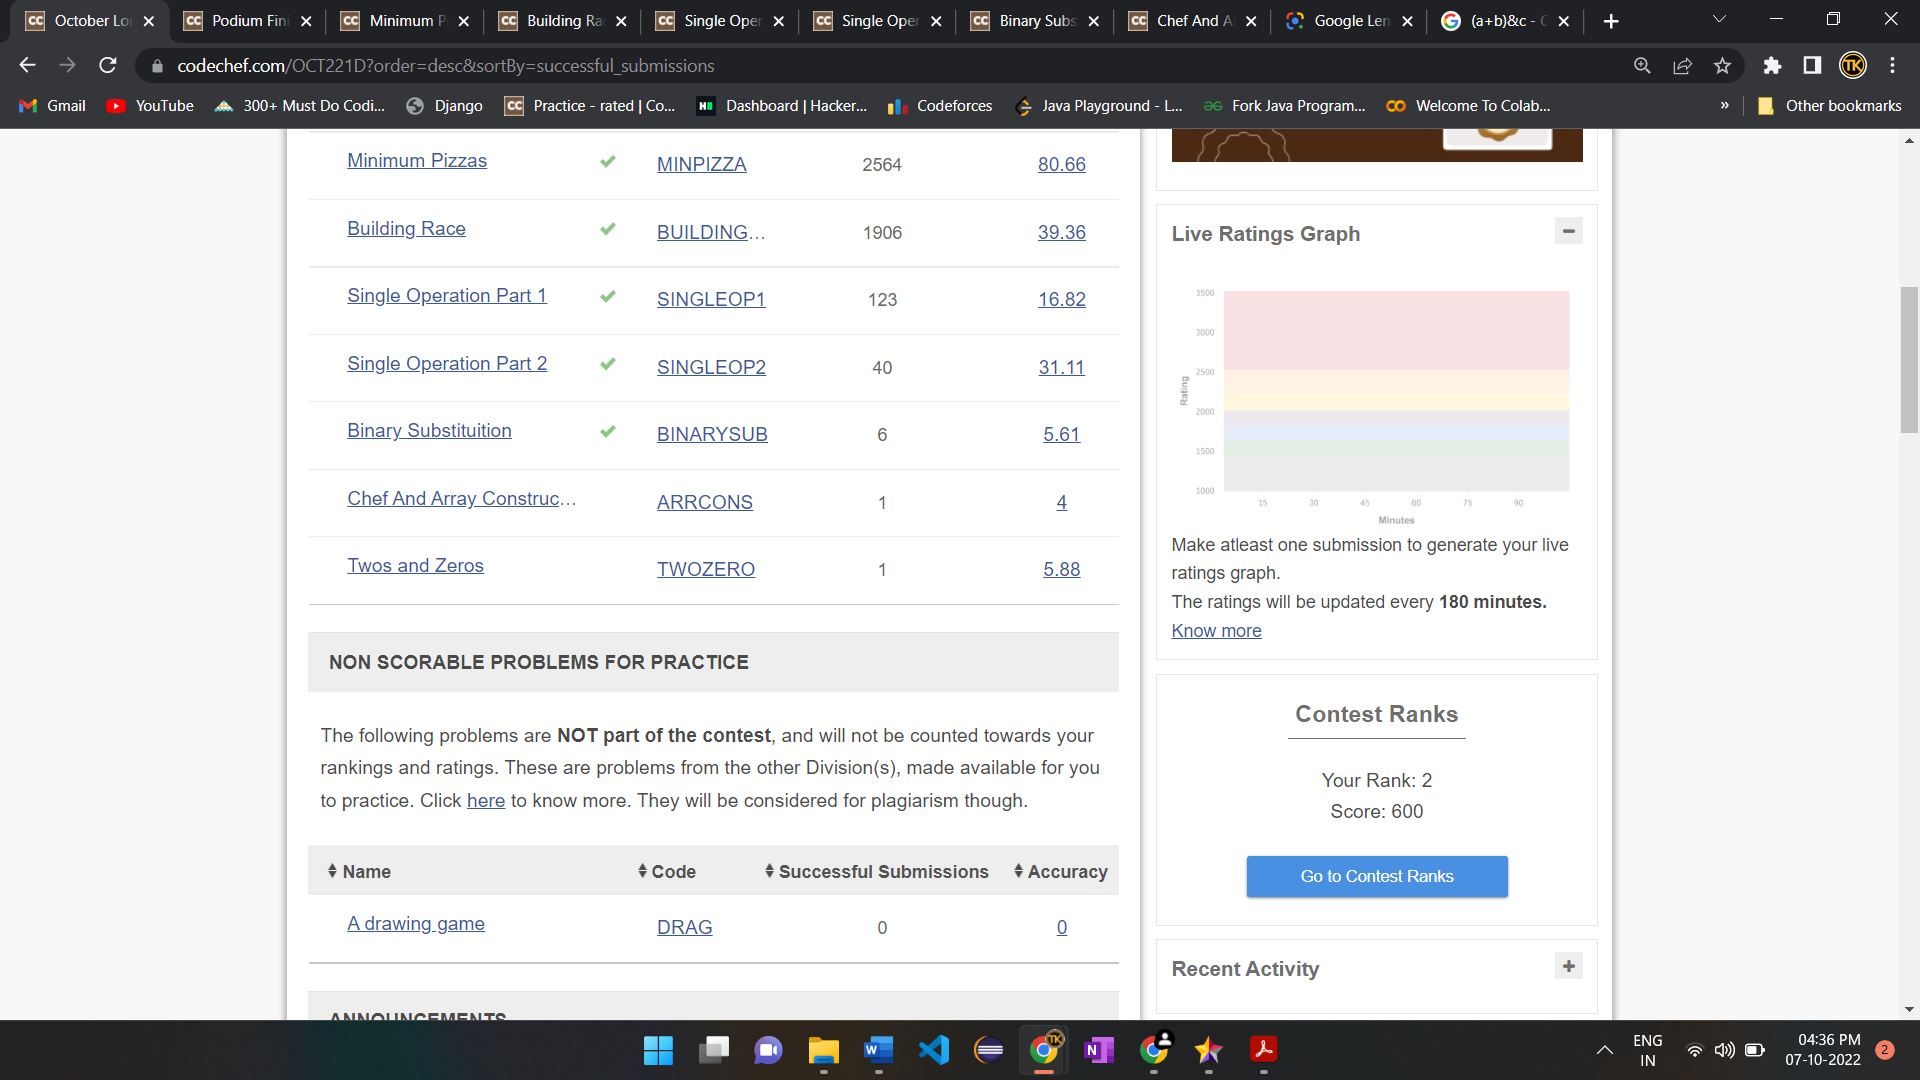 October Lo
Podium Fini
Minimum P
Building Ra
Single Oper
Single Oper
Binary Subs
Chef And A
Google Len
(a+b)&c - G
codechef.com/OCT221D?order=desc&sortBy=successful_submissions
Gmail
YouTube
300+ Must Do Codi...
Django
Practice - rated | Co...
Dashboard | Hacker...
Codeforces
Java Playground - L...
Fork Java Program...
Welcome To Colab...
»
Other bookmarks
Minimum Pizzas MINPIZZA 2564 80.66
Building Race BUILDING... 1906 39.36
Single Operation Part 1 SINGLEOP1 123 16.82
Single Operation Part 2 SINGLEOP2 40 31.11
Binary Substituition BINARYSUB 6 5.61
Chef And Array Construc... ARRCONS 1 4
Twos and Zeros TWOZERO 1 5.88
NON SCORABLE PROBLEMS FOR PRACTICE
The following problems are NOT part of the contest, and will not be counted towards your
rankings and ratings. These are problems from the other Division(s), made available for you
to practice. Click here to know more. They will be considered for plagiarism though.
Name Code Successful Submissions Accuracy
A drawing game DRAG 0 0
ANNOUNCEMENTS
Live Ratings Graph
3500
3000
2500
2000
1500
1000
Rating
15 30 45 60 75 90
Minutes
Make atleast one submission to generate your live
ratings graph.
The ratings will be updated every 180 minutes.
Know more
Contest Ranks
Your Rank: 2
Score: 600
Go to Contest Ranks
Recent Activity
ENG
IN
04:36 PM
07-10-2022
2